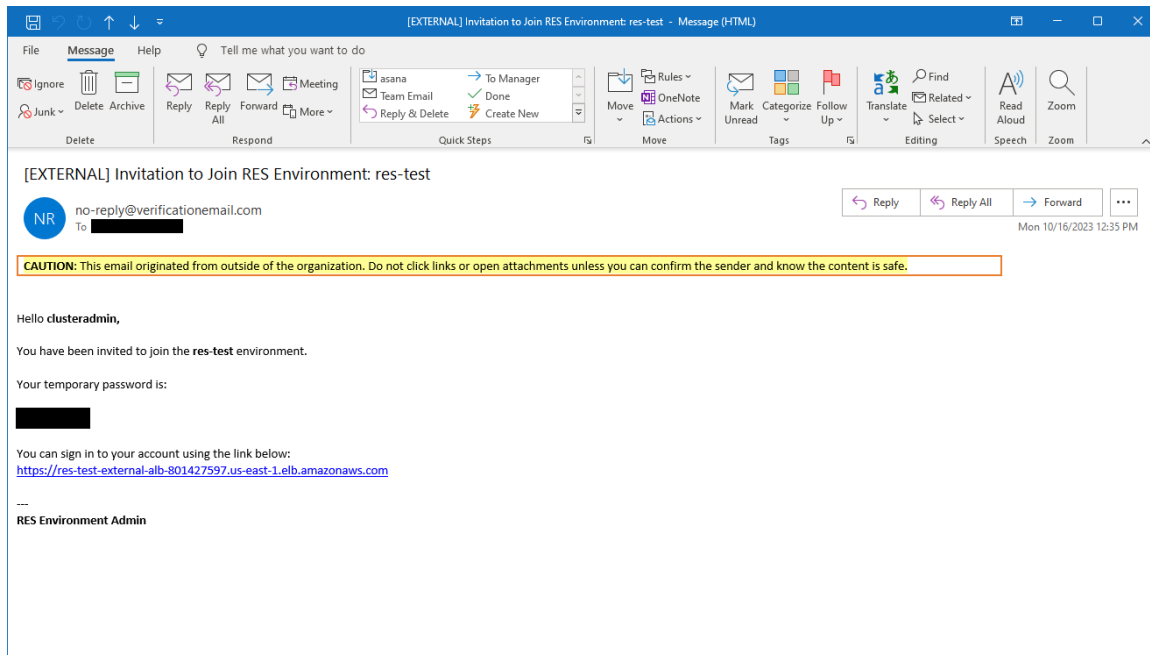 [EXTERNAL] Invitation to Join RES Environment: res-test - Message (HTML)
File Message Help Tell me what you want to do
Ignore
Junk
Delete Archive
Reply Reply All Forward
Meeting
More
asana
Team Email
Reply & Delete
To Manager
Done
Create New
Move
Rules
OneNote
Actions
Mark Unread Categorize Follow Up
Translate
Find
Related
Select
Read Aloud
Zoom
Delete Respond Quick Steps Move Tags Editing Speech Zoom
[EXTERNAL] Invitation to Join RES Environment: res-test
NR
no-reply@verificationemail.com
To
Reply Reply All Forward
Mon 10/16/2023 12:35 PM
CAUTION: This email originated from outside of the organization. Do not click links or open attachments unless you can confirm the sender and know the content is safe.
Hello clusteradmin,
You have been invited to join the res-test environment.
Your temporary password is:
You can sign in to your account using the link below:
https://res-test-external-alb-801427597.us-east-1.elb.amazonaws.com
---
RES Environment Admin